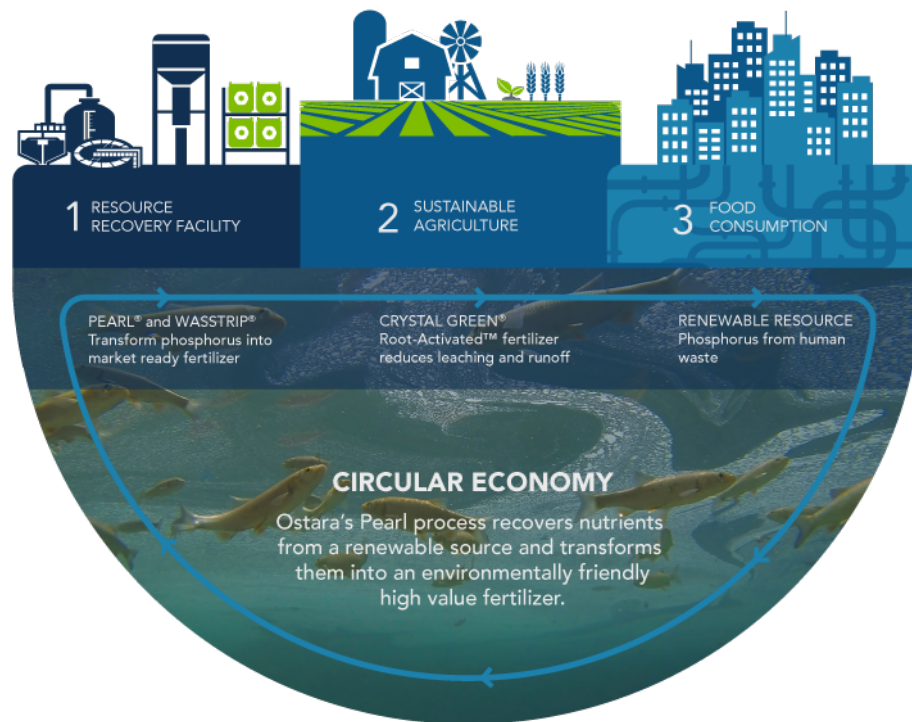 1 RESOURCE
RECOVERY FACILITY
2 SUSTAINABLE
AGRICULTURE
3 FOOD
CONSUMPTION
PEARL® and WASSTRIP®
Transform phosphorus into
market ready fertilizer
CRYSTAL GREEN®
Root-Activated™ fertilizer
reduces leaching and runoff
RENEWABLE RESOURCE
Phosphorus from human
waste
CIRCULAR ECONOMY
Ostara's Pearl process recovers nutrients
from a renewable source and transforms
them into an environmentally friendly
high value fertilizer.